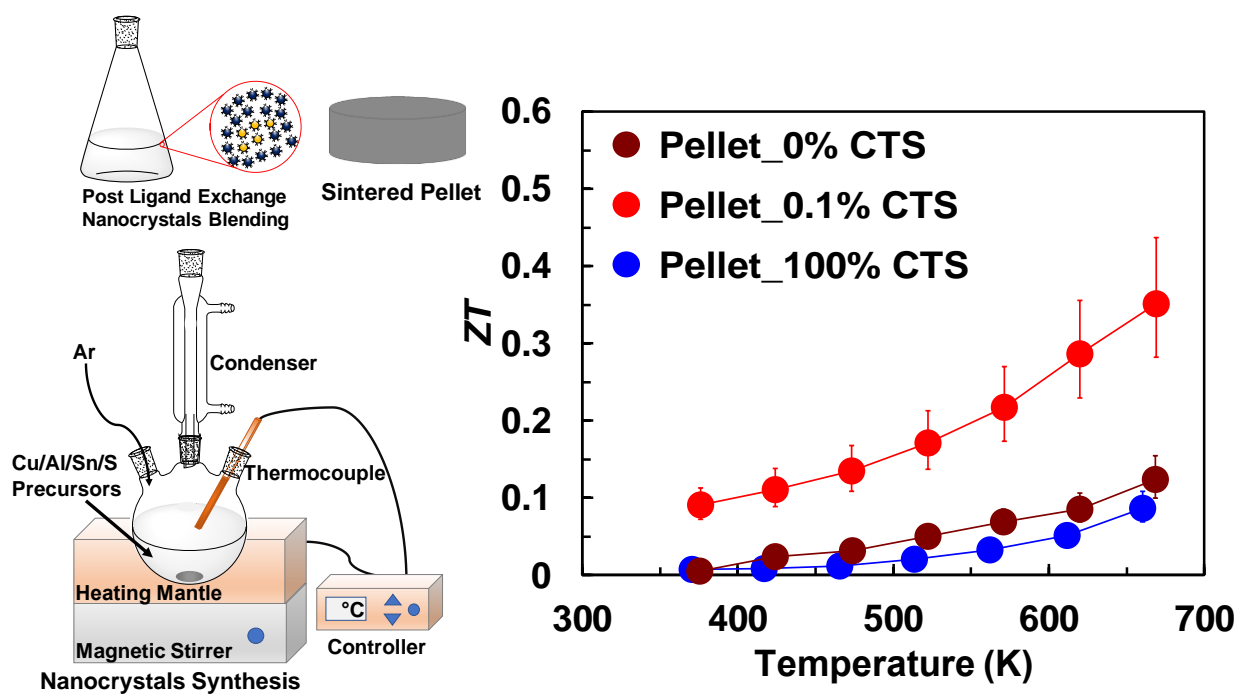 Post Ligand Exchange
Nanocrystals Blending
Sintered Pellet
Ar
Condenser
Cu/Al/Sn/S
Precursors
Thermocouple
Heating Mantle
°C
Magnetic Stirrer
Controller
Nanocrystals Synthesis
ZT
0.6
0.5
0.4
0.3
0.2
0.1
0
Pellet_0% CTS
Pellet_0.1% CTS
Pellet_100% CTS
300 400 500 600 700
Temperature (K)